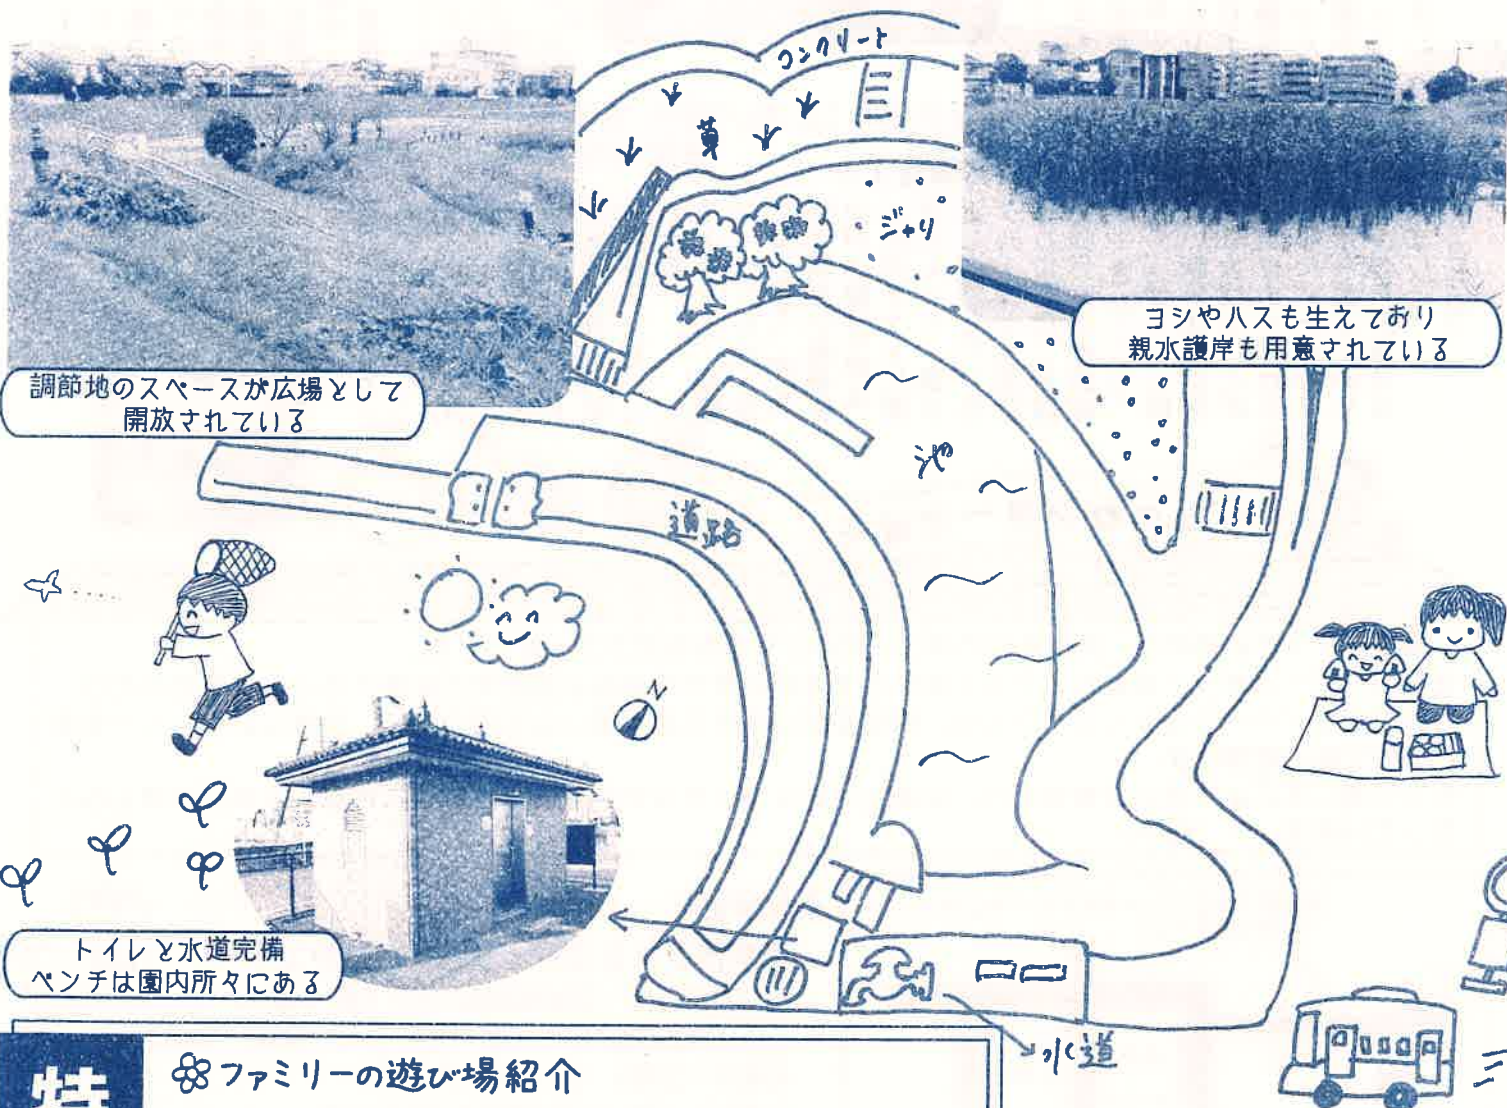 コンクリート
草
ジャリ
ヨシやハスも生えており
親水護岸も用意されている
調節地のスペースが広場として
開放されている
池
道路
N
トイレと水道完備
ベンチは園内所々にある
水道
特
ファミリーの遊び場紹介